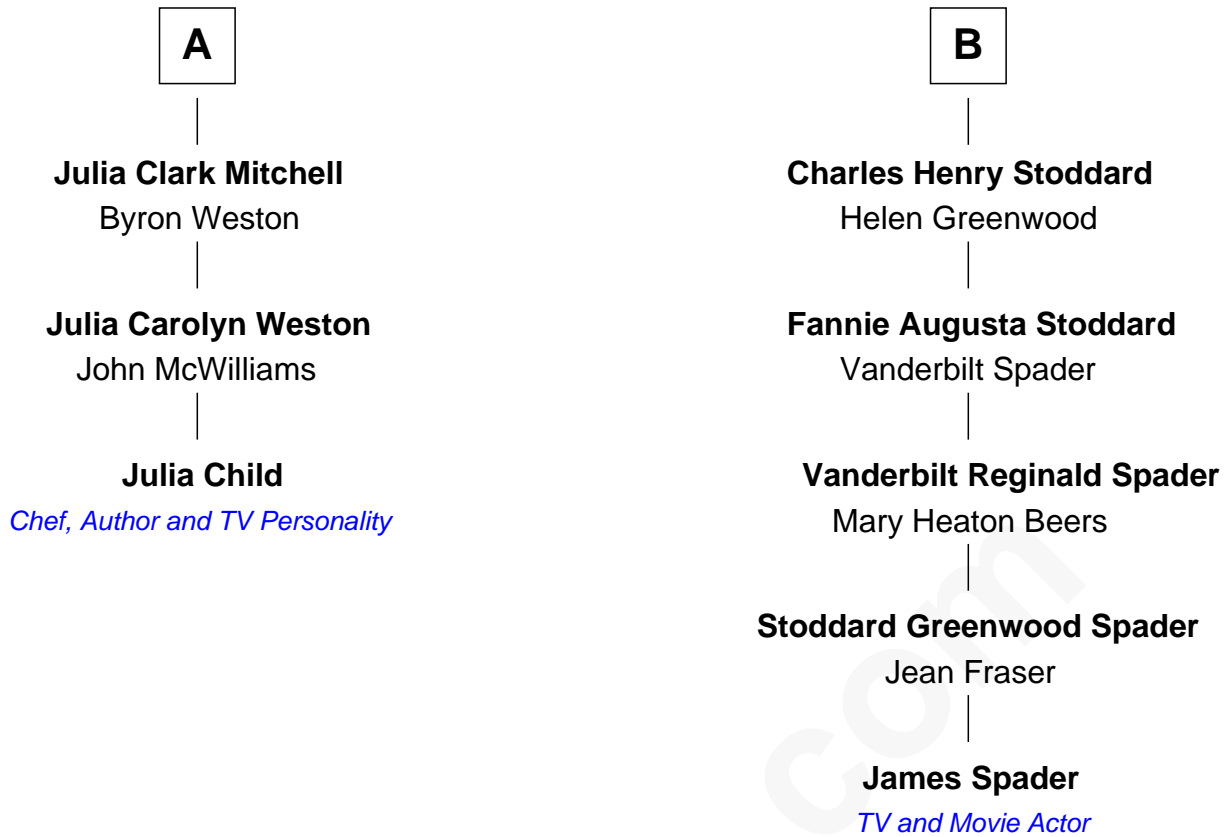 A
Julia Clark Mitchell
Byron Weston
Julia Carolyn Weston
John McWilliams
Julia Child
Chef, Author and TV Personality
B
Charles Henry Stoddard
Helen Greenwood
Fannie Augusta Stoddard
Vanderbilt Spader
Vanderbilt Reginald Spader
Mary Heaton Beers
Stoddard Greenwood Spader
Jean Fraser
James Spader
TV and Movie Actor
com